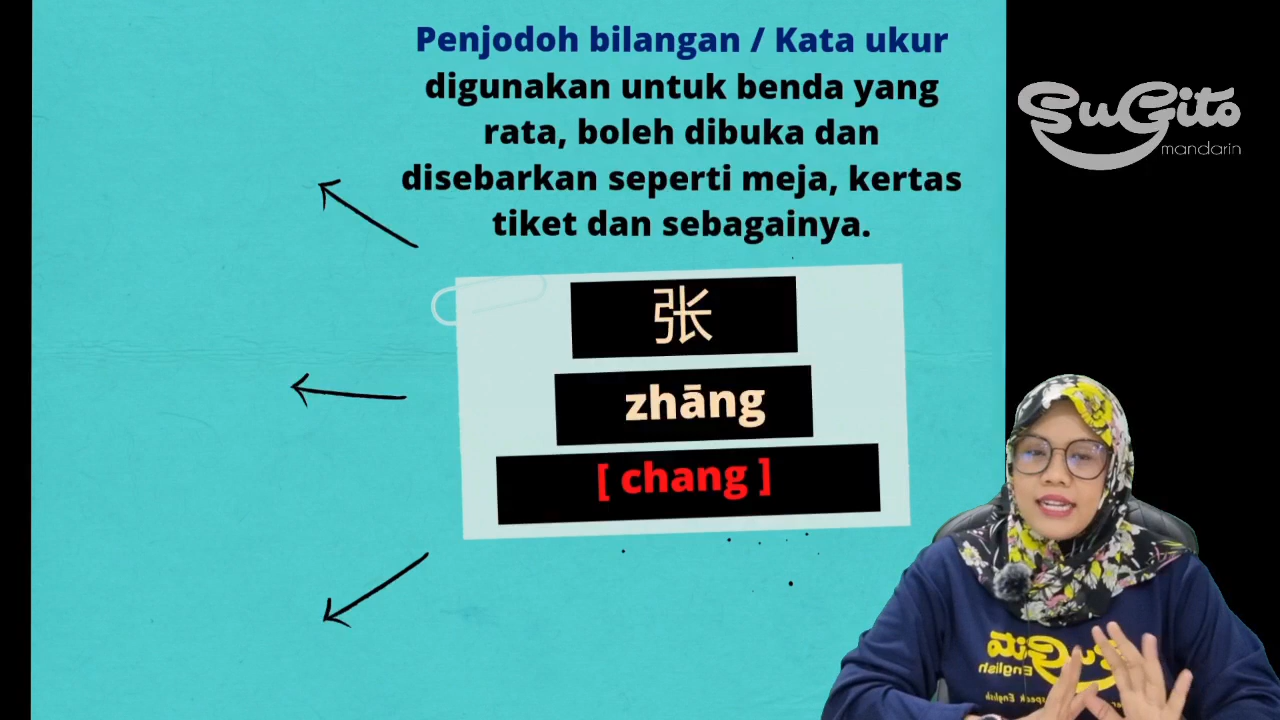 Penjodoh bilangan / Kata ukur
digunakan untuk benda yang
rata, boleh dibuka dan
disebarkan seperti meja, kertas
tiket dan sebagainya.
张
zhāng
[ chang ]
SuGito
mandarin
English